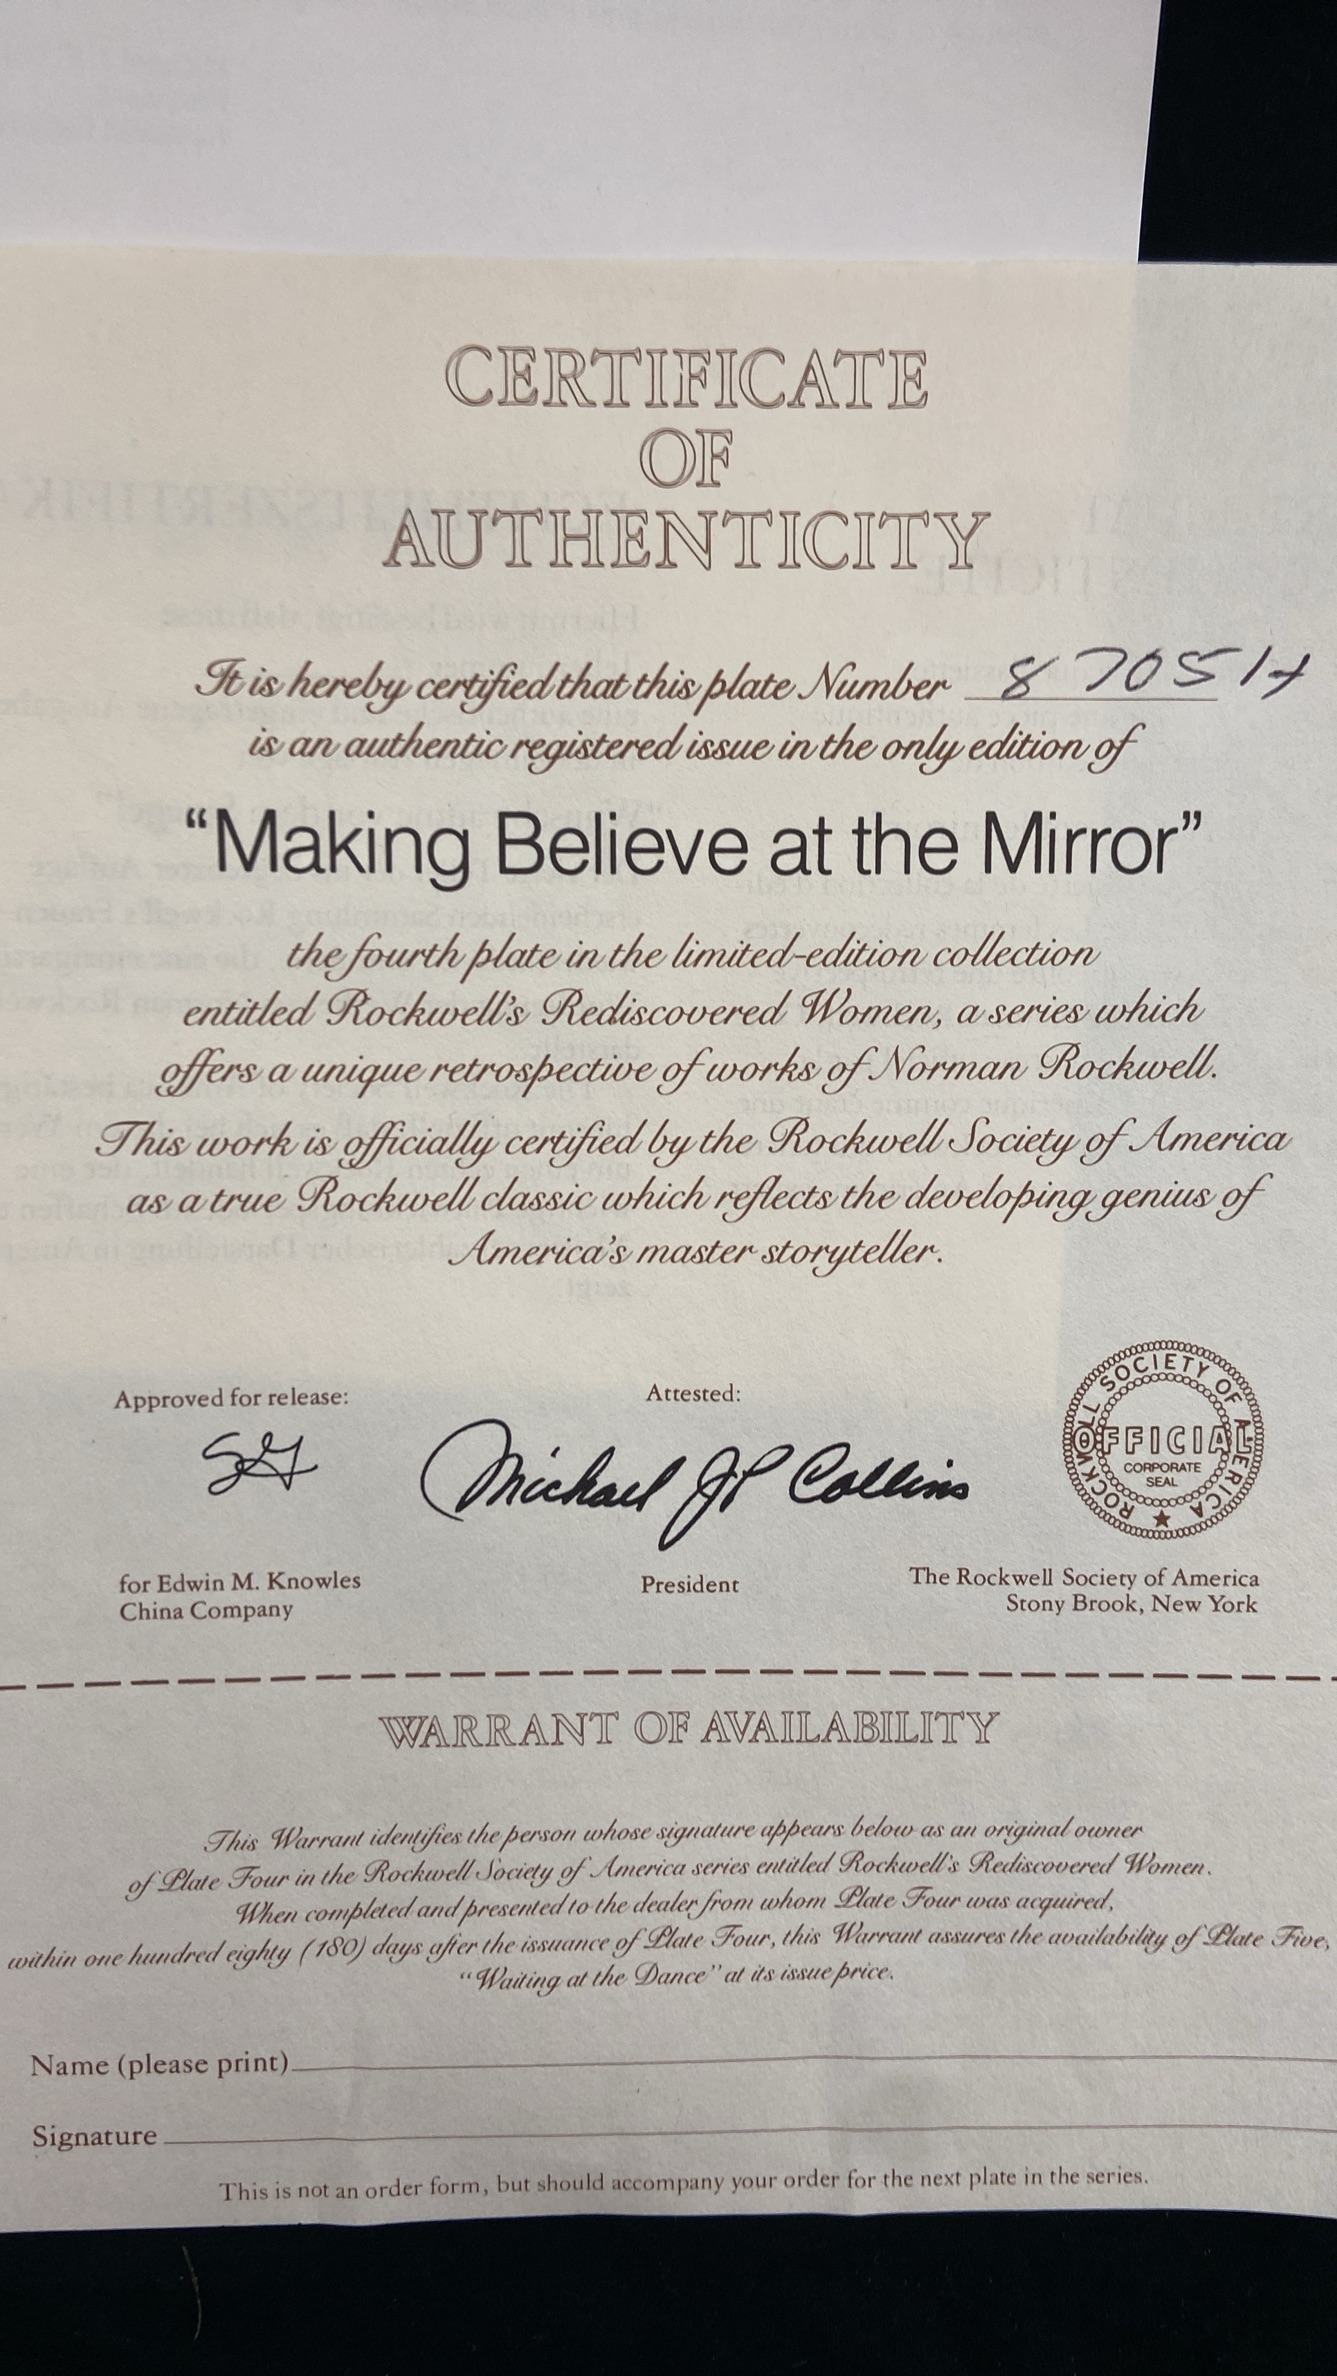 CERTIFICATE
OF
AUTHENTICITY
It is hereby certified that this plate Number 87051H
is an authentic registered issue in the only edition of
“Making Believe at the Mirror”
the fourth plate in the limited-edition collection
entitled Rockwell's Rediscovered Women, a series which
offers a unique retrospective of works of Norman Rockwell.
This work is officially certified by the Rockwell Society of America
as a true Rockwell classic which reflects the developing genius of
America's master storyteller.
Approved for release:
Attested:
Michael JP Collins
ROCKWELL SOCIETY OF AMERICA
OFFICIAL
CORPORATE
SEAL
for Edwin M. Knowles
China Company
President
The Rockwell Society of America
Stony Brook, New York
WARRANT OF AVAILABILITY
This Warrant identifies the person whose signature appears below as an original owner
of Plate Four in the Rockwell Society of America series entitled Rockwell's Rediscovered Women.
When completed and presented to the dealer from whom Plate Four was acquired,
within one hundred eighty (180) days after the issuance of Plate Four, this Warrant assures the availability of Plate Five,
“Waiting at the Dance” at its issue price.
Name (please print)
Signature
This is not an order form, but should accompany your order for the next plate in the series.